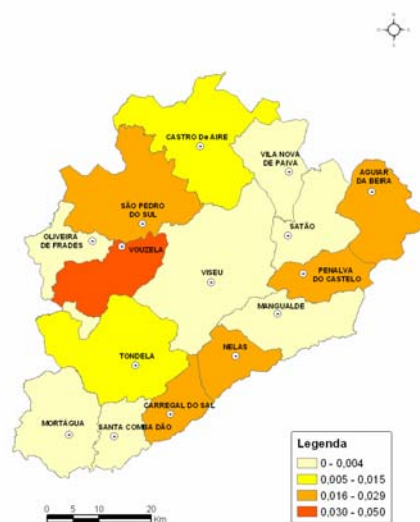 N
S
CASTRO De AIRE
VILA NOVA
DE PAIVA
AGUIAR
DA BEIRA
SÃO PEDRO
DO SUL
OLIVEIRA
DE FRADES
SATÃO
VOUZELA
VISEU
PENALVA
DO CASTELO
MANGUALDE
NELAS
TONDELA
CARREGAL DO SAL
MORTÁGUA
SANTA COMBA DÃO
Legenda
0 - 0,004
0,005 - 0,015
0,016 - 0,029
0,030 - 0,050
0 10 20
Km